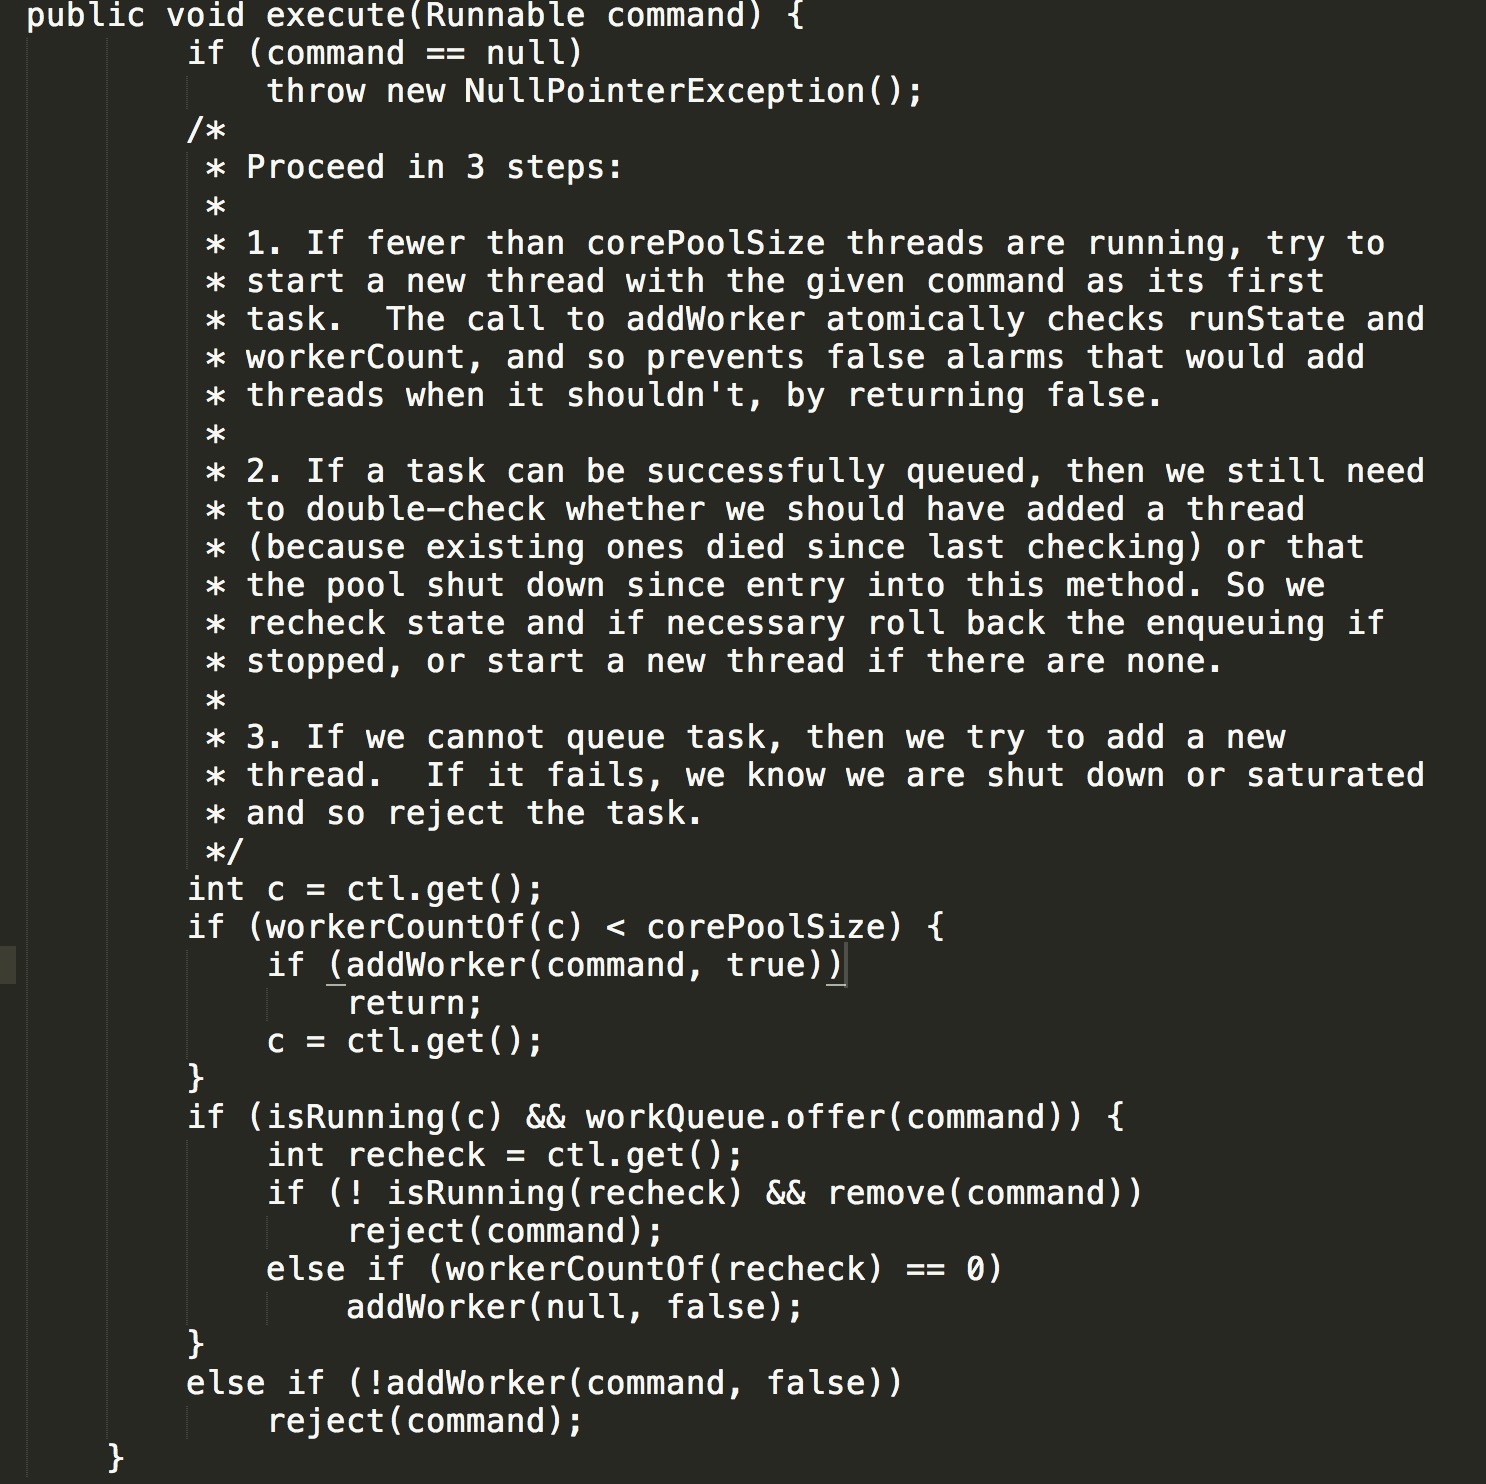 public void execute(Runnable command) {
        if (command == null)
            throw new NullPointerException();
        /*
         * Proceed in 3 steps:
         *
         * 1. If fewer than corePoolSize threads are running, try to
         * start a new thread with the given command as its first
         * task.  The call to addWorker atomically checks runState and
         * workerCount, and so prevents false alarms that would add
         * threads when it shouldn't, by returning false.
         *
         * 2. If a task can be successfully queued, then we still need
         * to double-check whether we should have added a thread
         * (because existing ones died since last checking) or that
         * the pool shut down since entry into this method. So we
         * recheck state and if necessary roll back the enqueuing if
         * stopped, or start a new thread if there are none.
         *
         * 3. If we cannot queue task, then we try to add a new
         * thread.  If it fails, we know we are shut down or saturated
         * and so reject the task.
         */
        int c = ctl.get();
        if (workerCountOf(c) < corePoolSize) {
            if (addWorker(command, true))
                return;
            c = ctl.get();
        }
        if (isRunning(c) && workQueue.offer(command)) {
            int recheck = ctl.get();
            if (! isRunning(recheck) && remove(command))
                reject(command);
            else if (workerCountOf(recheck) == 0)
                addWorker(null, false);
        }
        else if (!addWorker(command, false))
            reject(command);
    }